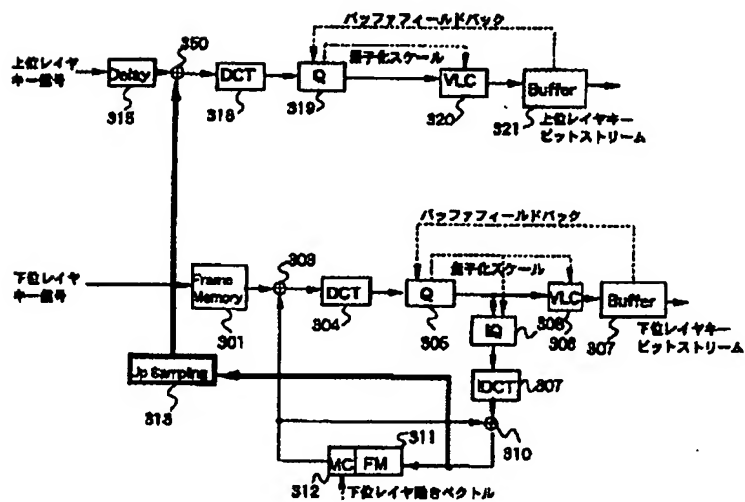 バッファフィールドバック
350
量子化スケール
上位レイヤ
キー信号
Delay
DCT
Q
VLC
Buffer
315
318
319
320
321
上位レイヤキー
ビットストリーム
バッファフィールドバック
303
量子化スケール
下位レイヤ
キー信号
Frame
Memory
DCT
Q
VLC
Buffer
301
304
305
IQ
308
306
307
下位レイヤキー
ビットストリーム
Up Sampling
IDCT
307
313
311
310
MC
FM
312
下位レイヤ動きベクトル